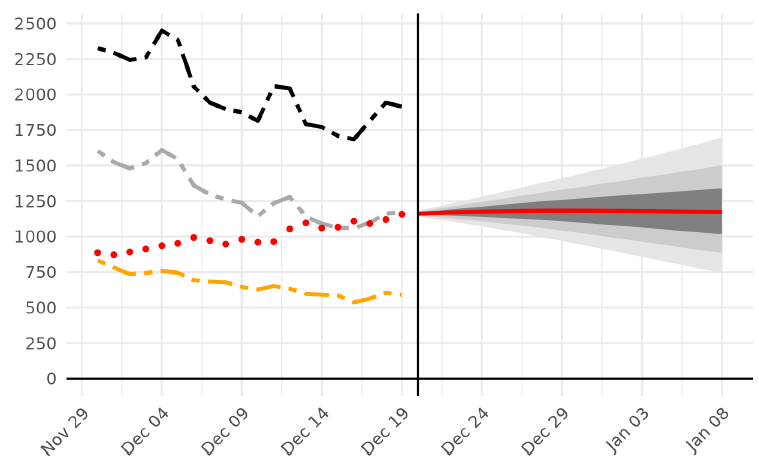 2500
2250
2000
1750
1500
1250
1000
750
500
250
0
Nov 29
Dec 04
Dec 09
Dec 14
Dec 19
Dec 24
Dec 29
Jan 03
Jan 08